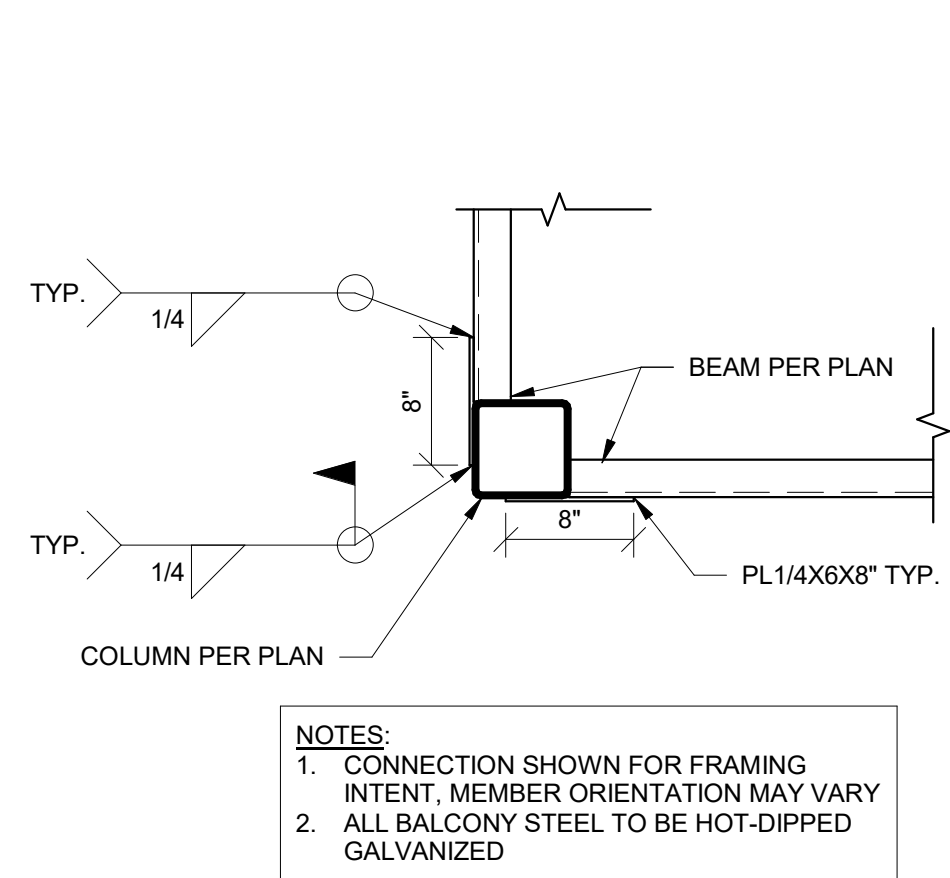 TYP.
1/4
8"
BEAM PER PLAN
TYP.
1/4
8"
PL1/4X6X8" TYP.
COLUMN PER PLAN
NOTES:
1. CONNECTION SHOWN FOR FRAMING
INTENT, MEMBER ORIENTATION MAY VARY
2. ALL BALCONY STEEL TO BE HOT-DIPPED
GALVANIZED